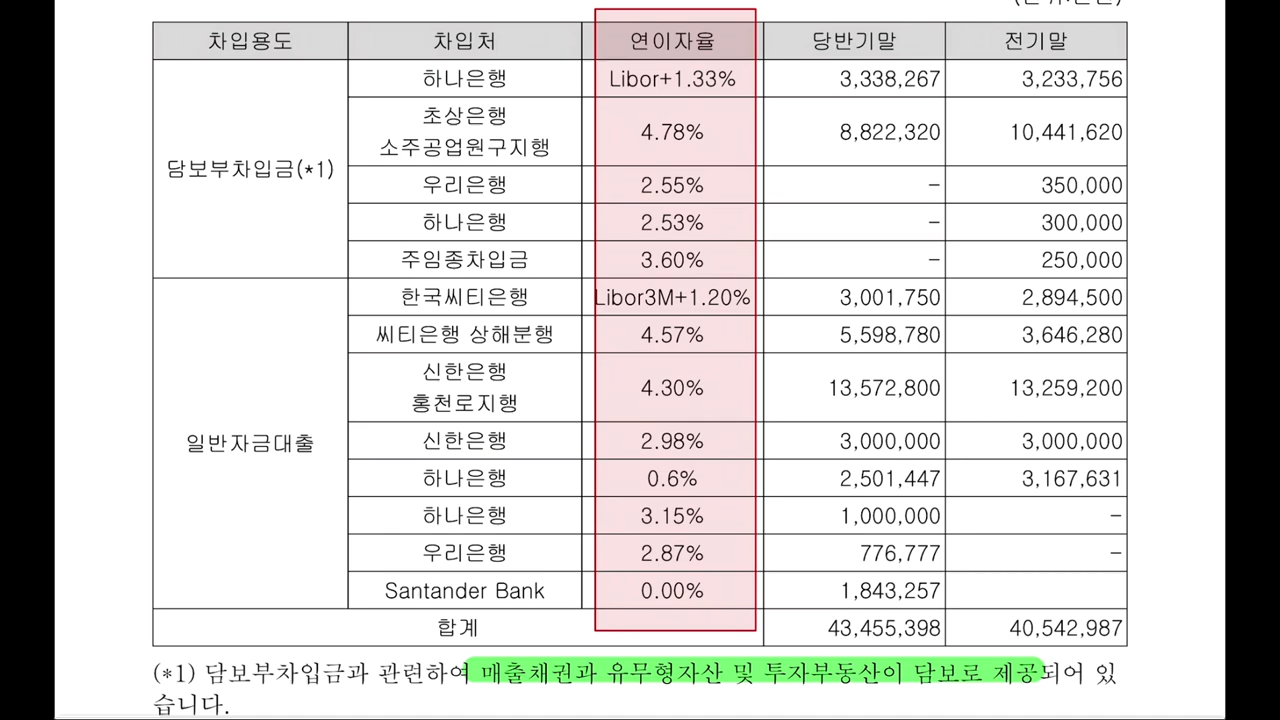 차입용도 차입처 연이자율 당반기말 전기말
담보부차입금(*1) 하나은행 Libor+1.33% 3,338,267 3,233,756
초상은행
소주공업원구지행 4.78% 8,822,320 10,441,620
우리은행 2.55% – 350,000
하나은행 2.53% – 300,000
주임종차입금 3.60% – 250,000
일반자금대출 한국씨티은행 Libor3M+1.20% 3,001,750 2,894,500
씨티은행 상해분행 4.57% 5,598,780 3,646,280
신한은행
홍천로지행 4.30% 13,572,800 13,259,200
신한은행 2.98% 3,000,000 3,000,000
하나은행 0.6% 2,501,447 3,167,631
하나은행 3.15% 1,000,000 –
우리은행 2.87% 776,777 –
Santander Bank 0.00% 1,843,257
합계 43,455,398 40,542,987
(*1) 담보부차입금과 관련하여 매출채권과 유무형자산 및 투자부동산이 담보로 제공되어 있
습니다.